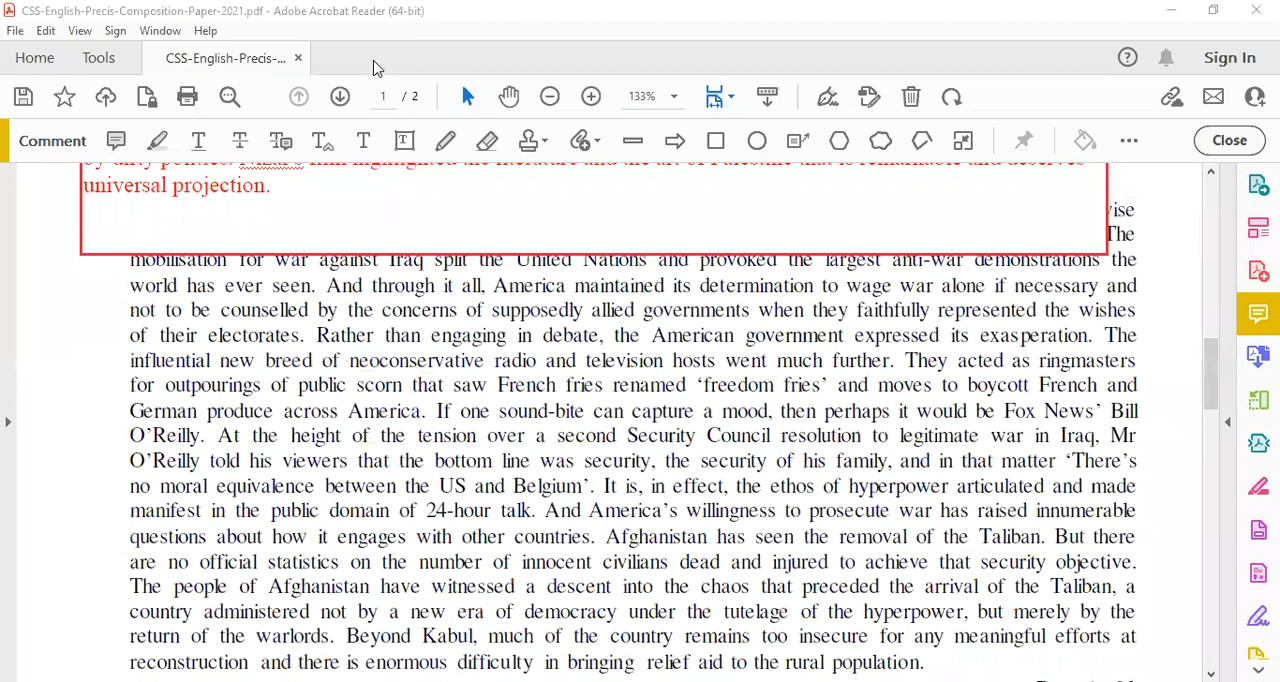 CSS-English-Precis-Composition-Paper-2021.pdf - Adobe Acrobat Reader (64-bit)
File Edit View Sign Window Help
Home Tools CSS-English-Precis-... × Sign In
1 / 2 133%
Comment Close
universal projection.
vise
The
mobilisation for war against Iraq split the United Nations and provoked the largest anti-war demonstrations the
world has ever seen. And through it all, America maintained its determination to wage war alone if necessary and
not to be counselled by the concerns of supposedly allied governments when they faithfully represented the wishes
of their electorates. Rather than engaging in debate, the American government expressed its exasperation. The
influential new breed of neoconservative radio and television hosts went much further. They acted as ringmasters
for outpourings of public scorn that saw French fries renamed ‘freedom fries’ and moves to boycott French and
German produce across America. If one sound-bite can capture a mood, then perhaps it would be Fox News’ Bill
O’Reilly. At the height of the tension over a second Security Council resolution to legitimate war in Iraq, Mr
O’Reilly told his viewers that the bottom line was security, the security of his family, and in that matter ‘There’s
no moral equivalence between the US and Belgium’. It is, in effect, the ethos of hyperpower articulated and made
manifest in the public domain of 24-hour talk. And America’s willingness to prosecute war has raised innumerable
questions about how it engages with other countries. Afghanistan has seen the removal of the Taliban. But there
are no official statistics on the number of innocent civilians dead and injured to achieve that security objective.
The people of Afghanistan have witnessed a descent into the chaos that preceded the arrival of the Taliban, a
country administered not by a new era of democracy under the tutelage of the hyperpower, but merely by the
return of the warlords. Beyond Kabul, much of the country remains too insecure for any meaningful efforts at
reconstruction and there is enormous difficulty in bringing relief aid to the rural population.